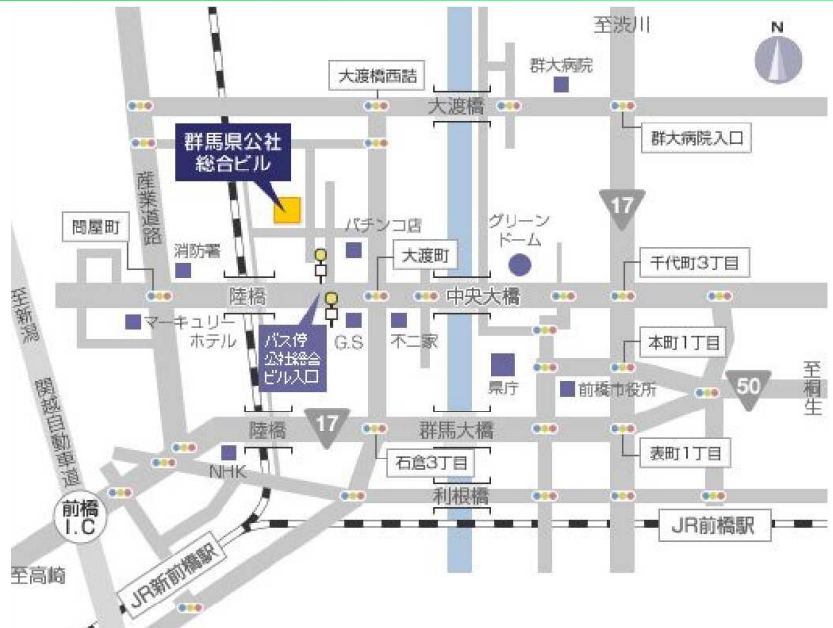 至渋川
N
群大病院
大渡橋西詰
大渡橋
群大病院入口
群馬県公社
総合ビル
産業道路
17
問屋町
消防署
パチンコ店
グリーン
ドーム
大渡町
千代町3丁目
至新潟
陸橋
中央大橋
マーキュリー
ホテル
バス停
公社総合
ビル入口
G.S
不二家
本町1丁目
県庁
前橋市役所
50
至桐生
関越自動車道
陸橋
17
群馬大橋
NHK
石倉3丁目
表町1丁目
前橋
I.C
利根橋
JR前橋駅
至高崎
JR新前橋駅